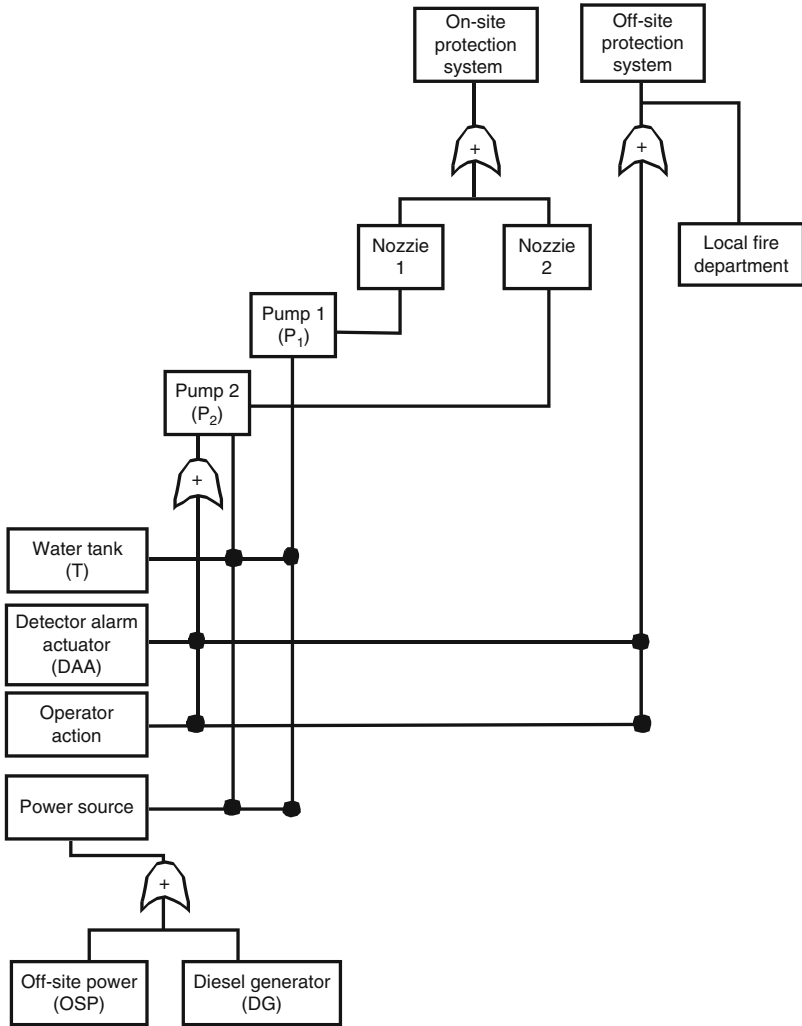 On-site
protection
system
Off-site
protection
system
+
+
Nozzie
1
Nozzie
2
Local fire
department
Pump 1
(P₁)
Pump 2
(P₂)
+
Water tank
(T)
Detector alarm
actuator
(DAA)
Operator
action
Power source
+
Off-site power
(OSP)
Diesel generator
(DG)